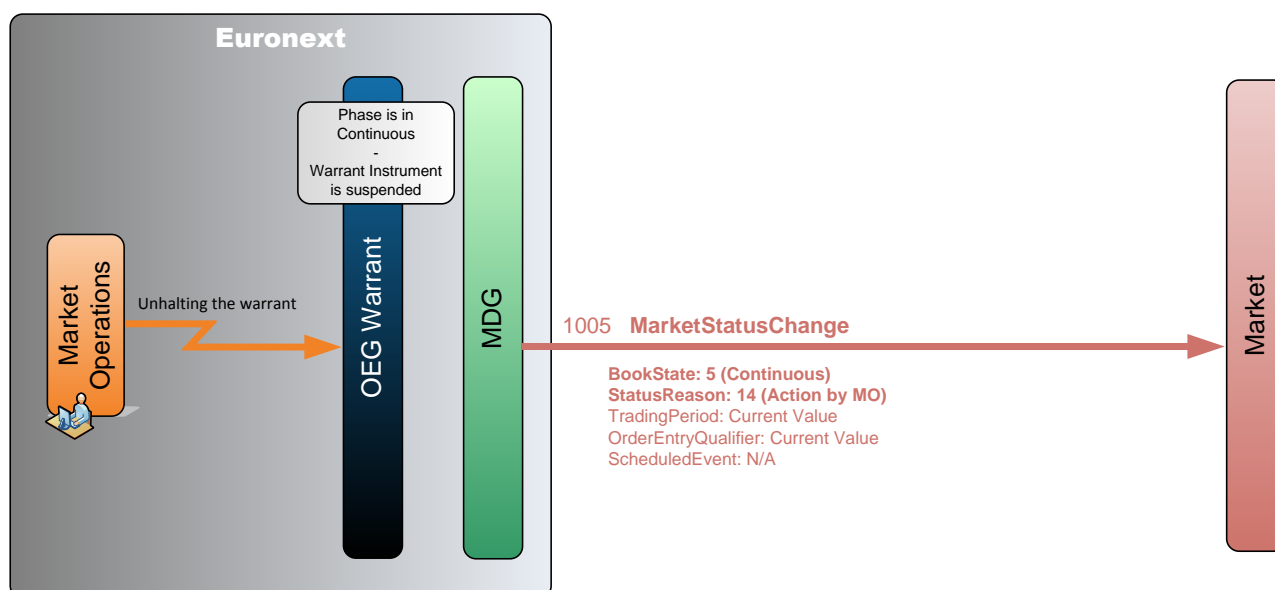 Euronext
Phase is in
Continuous
-
Warrant Instrument
is suspended
Market
Operations
Unhalting the warrant
OEG Warrant
MDG
1005 MarketStatusChange
BookState: 5 (Continuous)
StatusReason: 14 (Action by MO)
TradingPeriod: Current Value
OrderEntryQualifier: Current Value
ScheduledEvent: N/A
Market